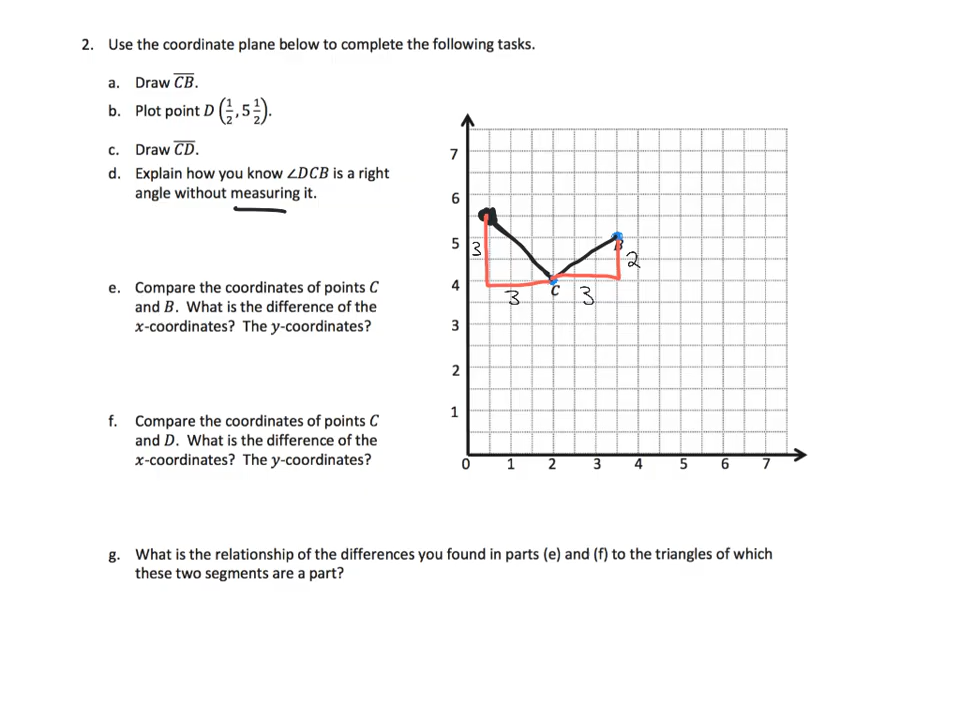 2. Use the coordinate plane below to complete the following tasks.
a. Draw C̅B̅.
b. Plot point D (1/2, 5 1/2).
c. Draw C̅D̅.
d. Explain how you know ∠DCB is a right
angle without measuring it.
e. Compare the coordinates of points C
and B. What is the difference of the
x-coordinates? The y-coordinates?
f. Compare the coordinates of points C
and D. What is the difference of the
x-coordinates? The y-coordinates?
7
6
5 3 B
2
4 C
3 3
3
2
1
0 1 2 3 4 5 6 7
g. What is the relationship of the differences you found in parts (e) and (f) to the triangles of which
these two segments are a part?